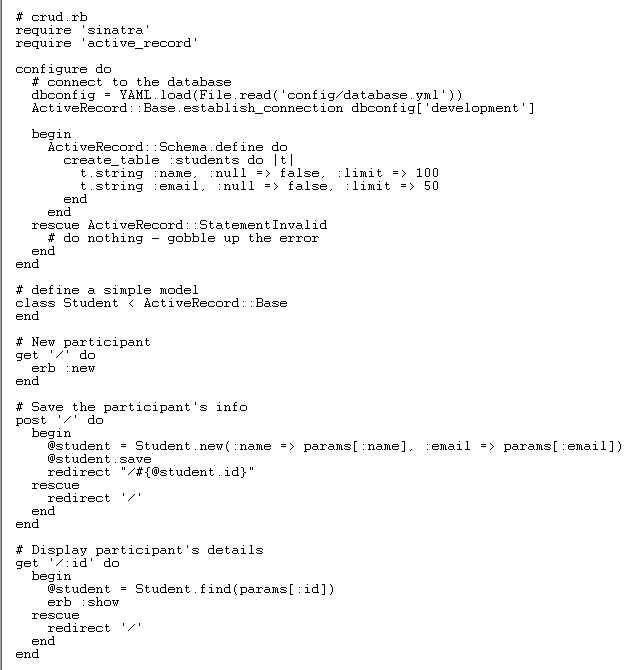 # crud.rb
require 'sinatra'
require 'active_record'

configure do
  # connect to the database
  dbconfig = YAML.load(File.read('config/database.yml'))
  ActiveRecord::Base.establish_connection dbconfig['development']

  begin
    ActiveRecord::Schema.define do
      create_table :students do |t|
        t.string :name, :null => false, :limit => 100
        t.string :email, :null => false, :limit => 50
      end
    end
  rescue ActiveRecord::StatementInvalid
    # do nothing - gobble up the error
  end
end

# define a simple model
class Student < ActiveRecord::Base
end

# New participant
get '/' do
  erb :new
end

# Save the participant's info
post '/' do
  begin
    @student = Student.new(:name => params[:name], :email => params[:email])
    @student.save
    redirect "/#{@student.id}"
  rescue
    redirect '/'
  end
end

# Display participant's details
get '/:id' do
  begin
    @student = Student.find(params[:id])
    erb :show
  rescue
    redirect '/'
  end
end